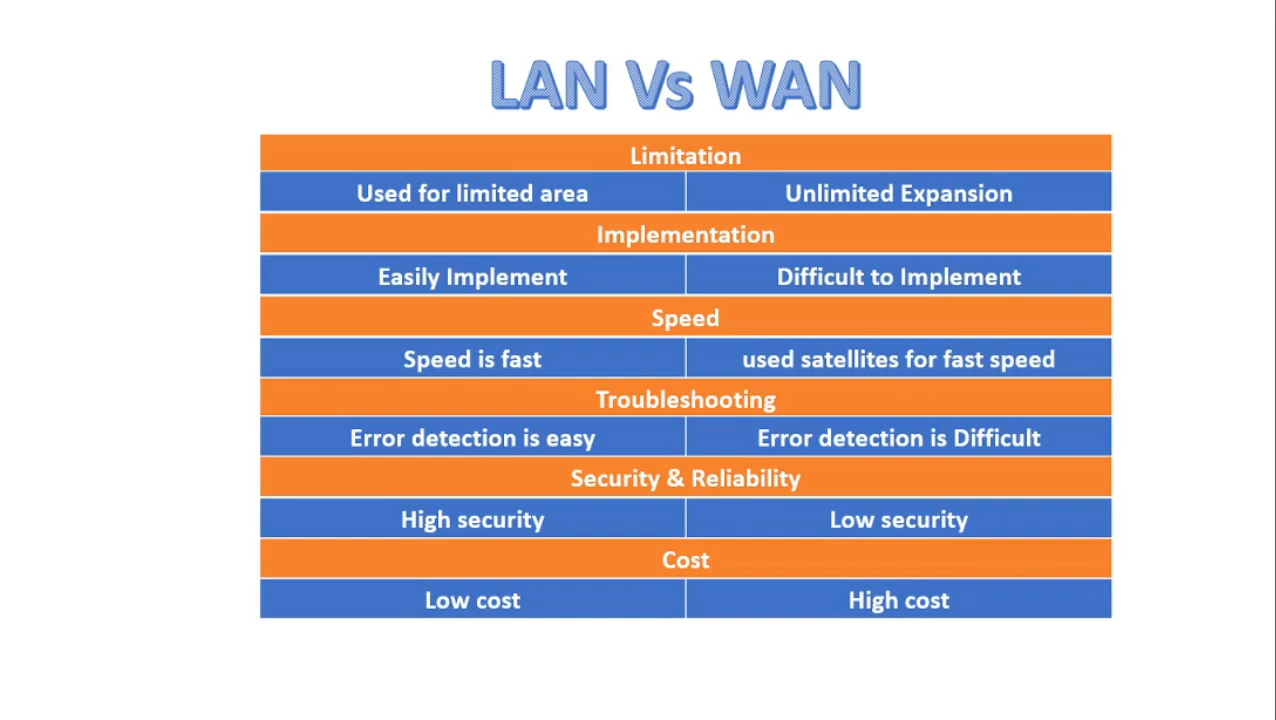 LAN Vs WAN
Limitation
Used for limited area
Unlimited Expansion
Implementation
Easily Implement
Difficult to Implement
Speed
Speed is fast
used satellites for fast speed
Troubleshooting
Error detection is easy
Error detection is Difficult
Security & Reliability
High security
Low security
Cost
Low cost
High cost